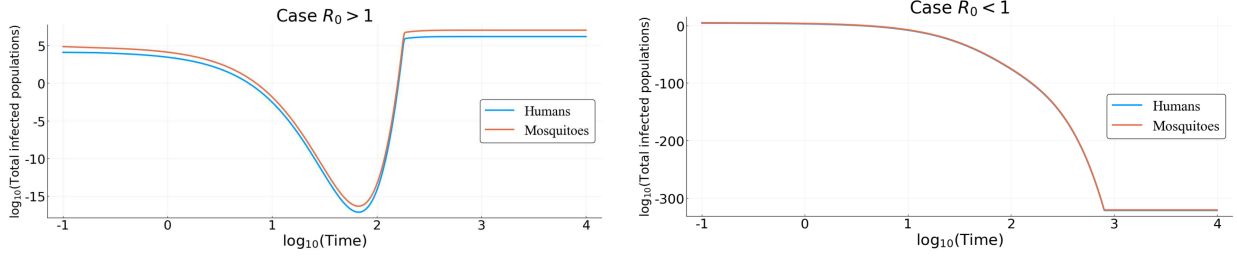 Case R₀ > 1
log₁₀(Total infected populations)
5
0
-5
-10
-15
Humans
Mosquitoes
-1
0
1
2
3
4
log₁₀(Time)
Case R₀ < 1
log₁₀(Total infected populations)
0
-100
-200
-300
Humans
Mosquitoes
-1
0
1
2
3
4
log₁₀(Time)